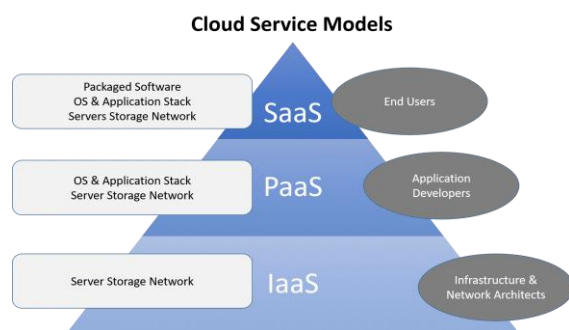 Cloud Service Models
Packaged Software
OS & Application Stack
Servers Storage Network
SaaS
End Users
OS & Application Stack
Server Storage Network
PaaS
Application
Developers
Server Storage Network
IaaS
Infrastructure &
Network Architects